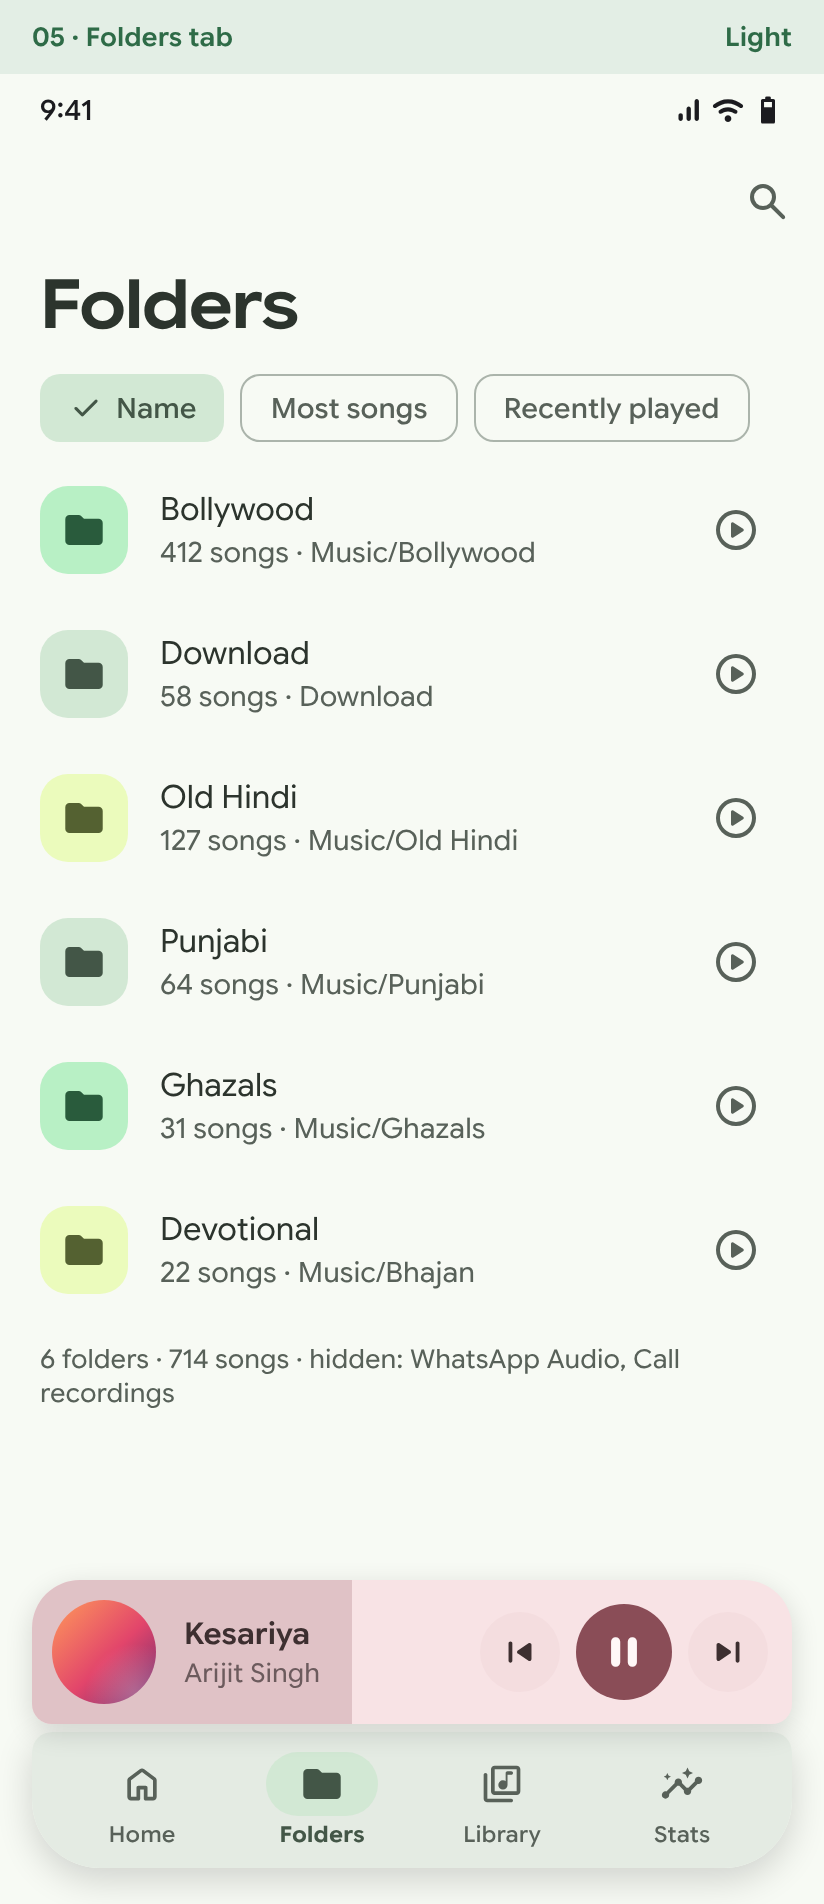 05 · Folders tab
Light
9:41
Folders
Name
Most songs
Recently played
Bollywood
412 songs · Music/Bollywood
Download
58 songs · Download
Old Hindi
127 songs · Music/Old Hindi
Punjabi
64 songs · Music/Punjabi
Ghazals
31 songs · Music/Ghazals
Devotional
22 songs · Music/Bhajan
6 folders · 714 songs · hidden: WhatsApp Audio, Call
recordings
Kesariya
Arijit Singh
Home
Folders
Library
Stats